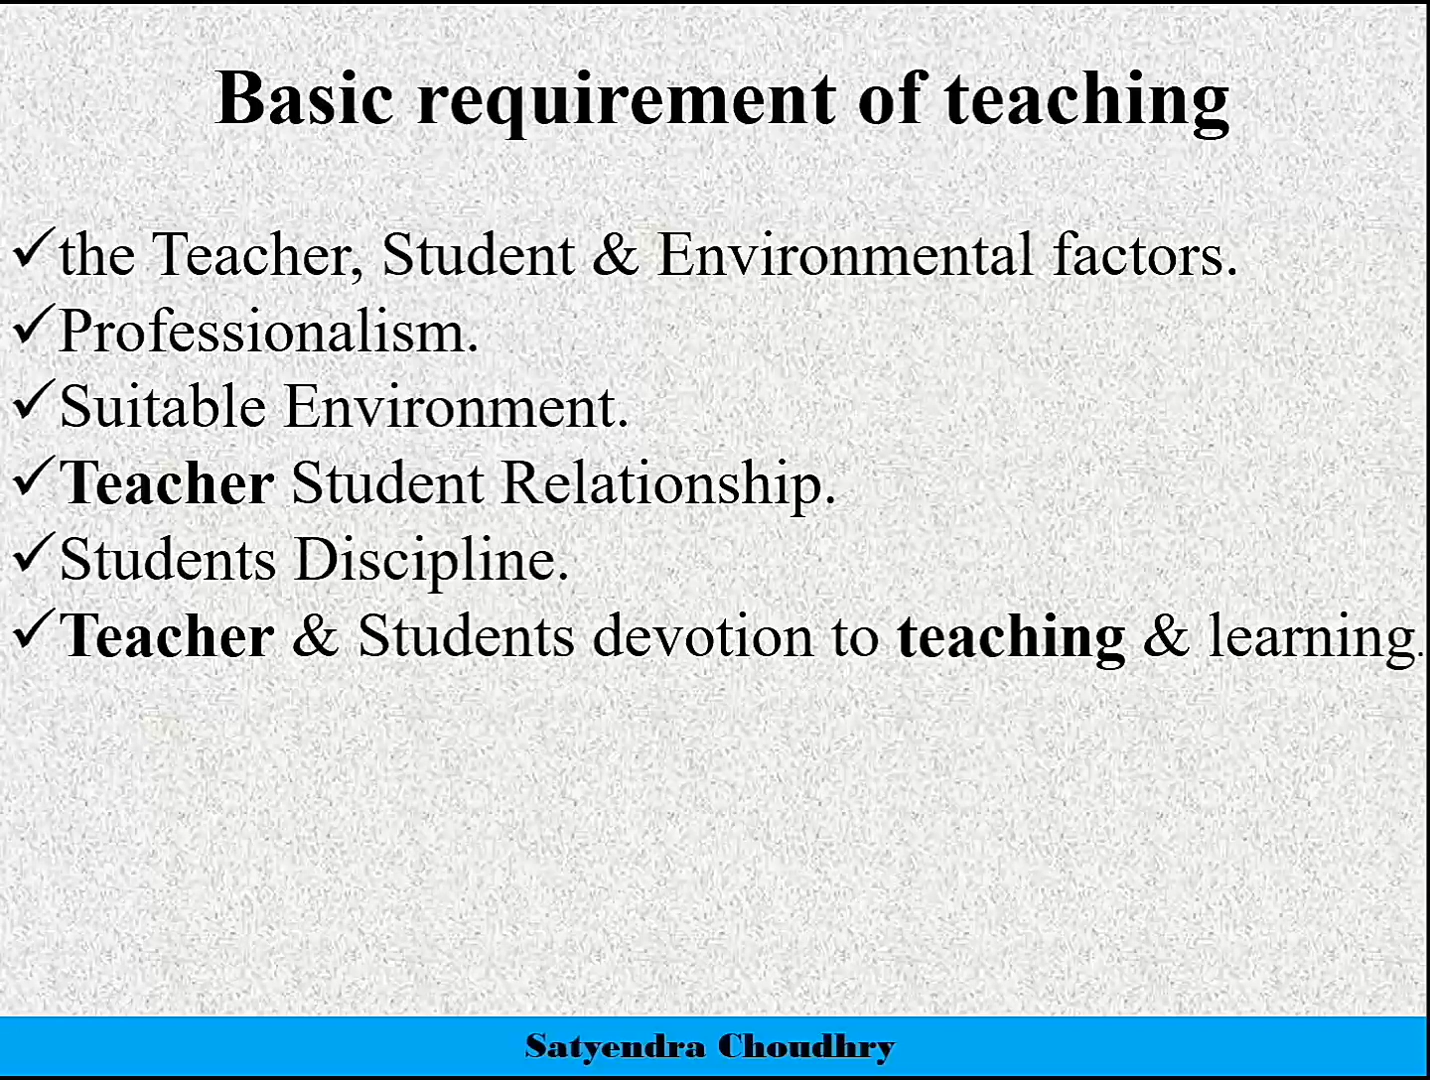 Basic requirement of teaching
✓the Teacher, Student & Environmental factors.
✓Professionalism.
✓Suitable Environment.
✓Teacher Student Relationship.
✓Students Discipline.
✓Teacher & Students devotion to teaching & learning.
Satyendra Choudhry